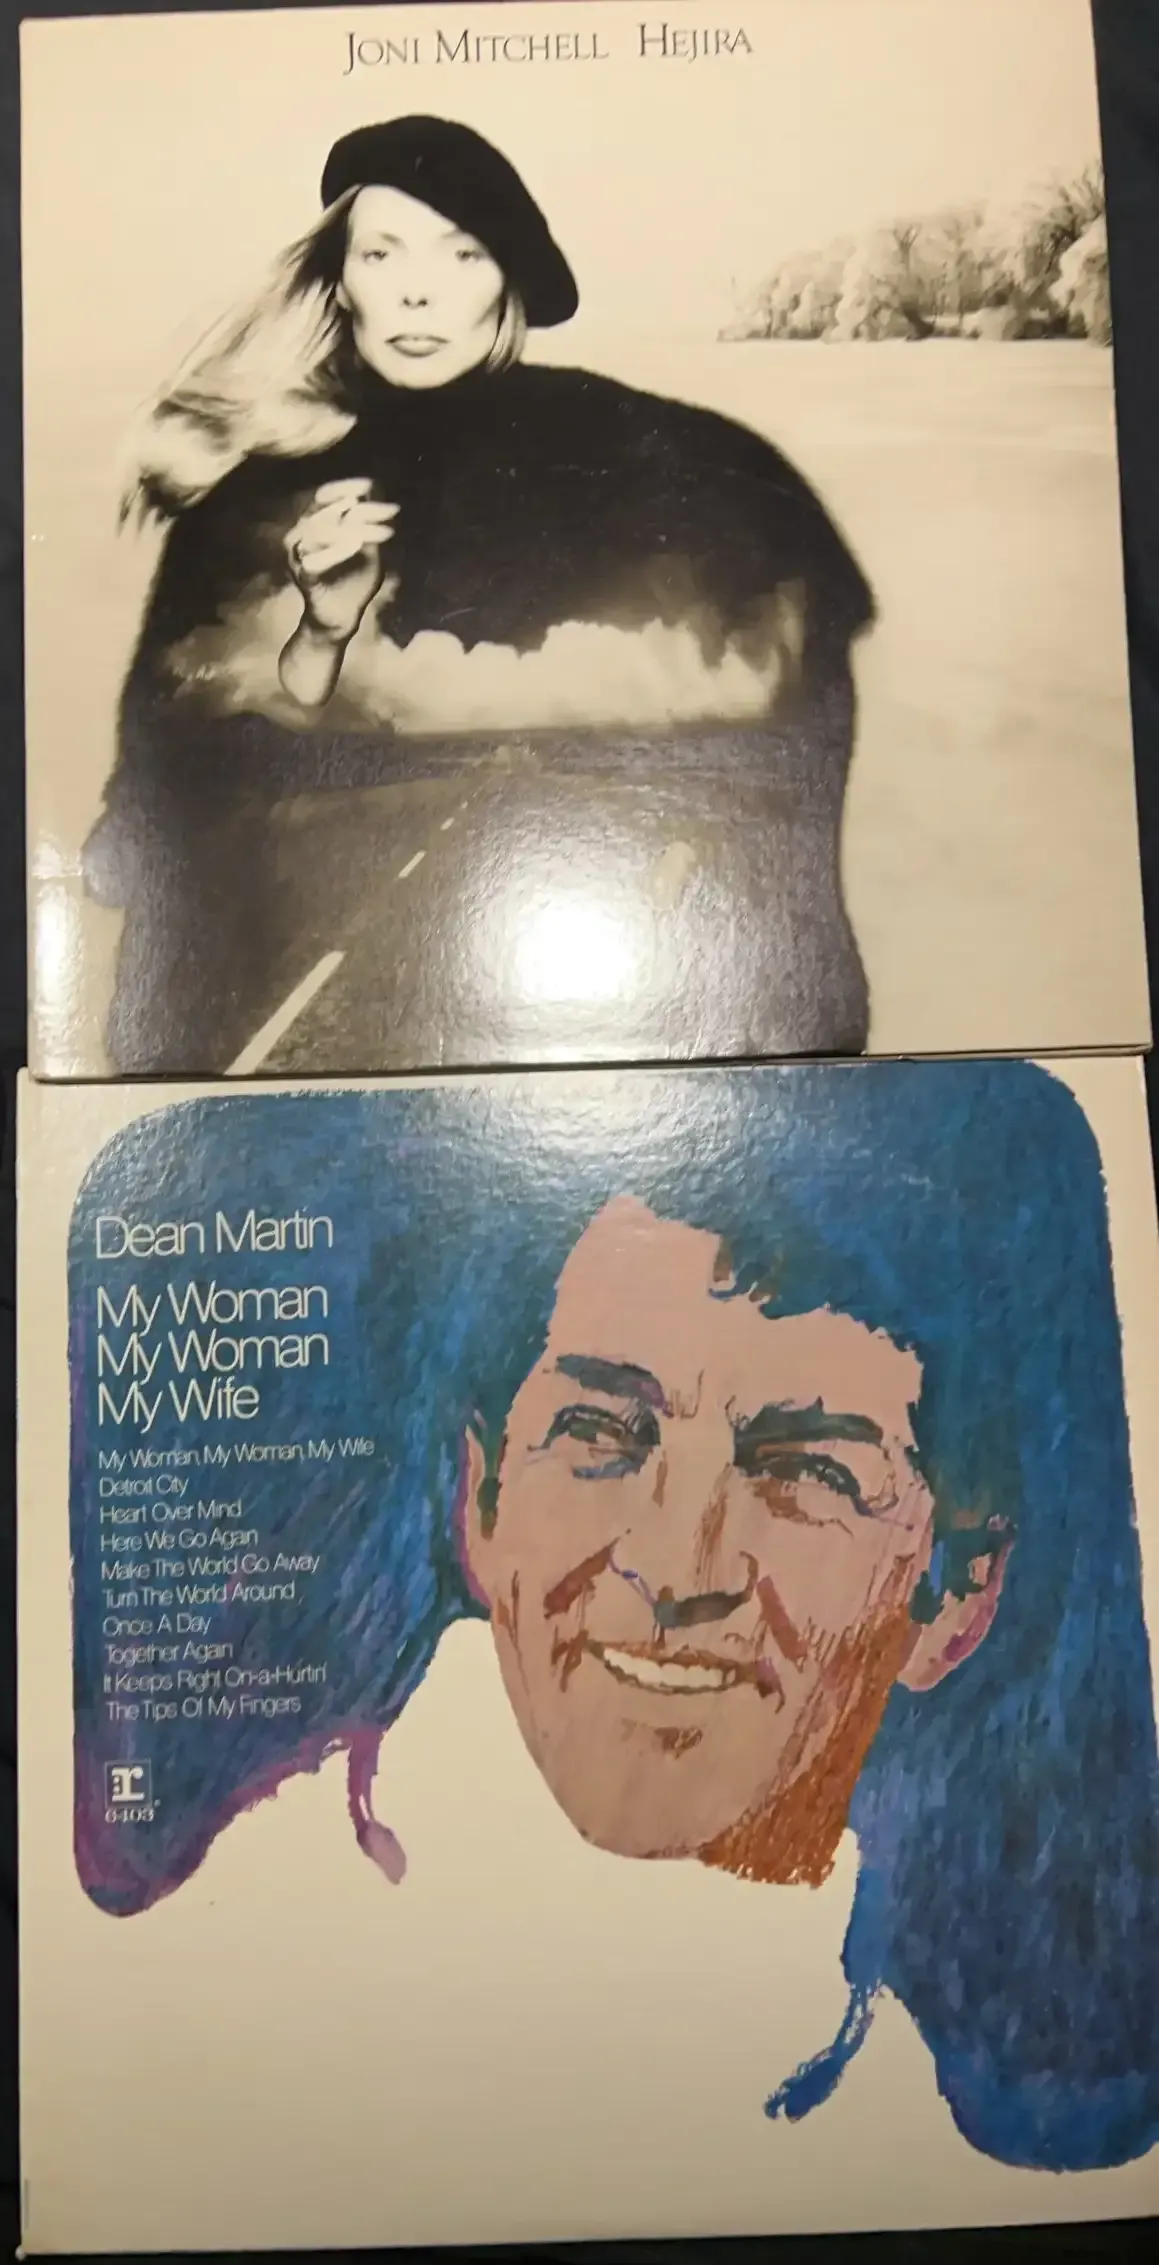 JONI MITCHELL HEJIRA
Dean Martin
My Woman
My Woman
My Wife
My Woman, My Woman, My Wife
Detroit City
Heart Over Mind
Here We Go Again
Make The World Go Away
Turn The World Around
Once A Day
Together Again
It Keeps Right On-a-Hurtin'
The Tips Of My Fingers
r
6403